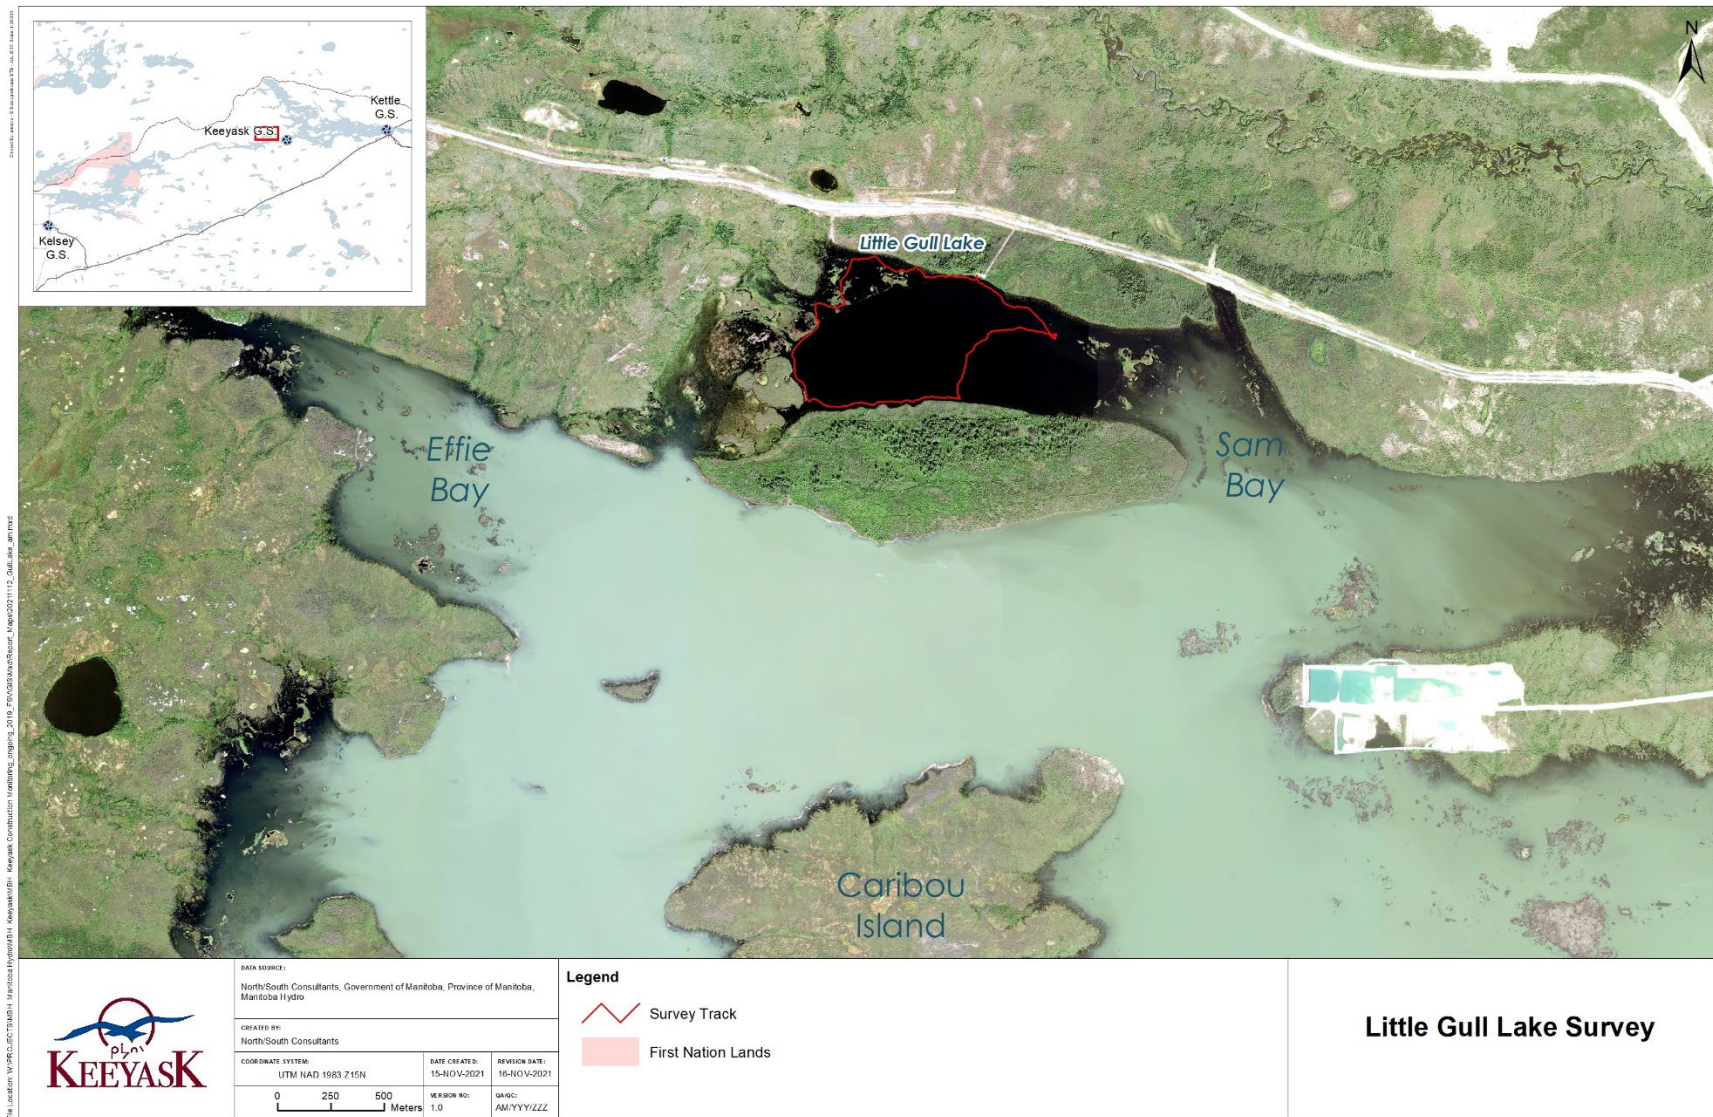 N
Kettle
G.S.
Keeyask G.S.
Kelsey
G.S.
Little Gull Lake
Effie
Bay
Sam
Bay
Caribou
Island
KEEYASK
DATA SOURCE:
North/South Consultants, Government of Manitoba, Province of Manitoba,
Manitoba Hydro
CREATED BY:
North/South Consultants
COORDINATE SYSTEM:
UTM NAD 1983 Z15N
DATE CREATED:
15-NOV-2021
REVISION DATE:
16-NOV-2021
0 250 500
Meters
VERSION NO:
1.0
QA/QC:
AM/YYY/ZZZ
Legend
Survey Track
First Nation Lands
Little Gull Lake Survey